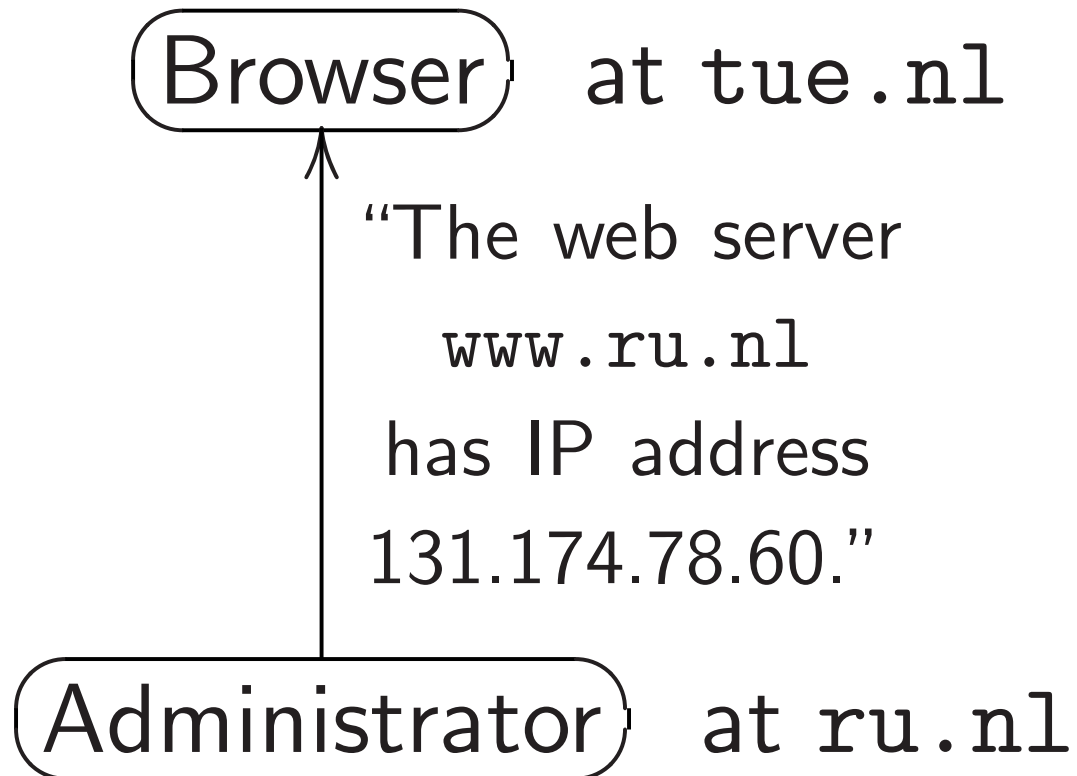 Browser at tue.nl
“The web server
www.ru.nl
has IP address
131.174.78.60.”
Administrator at ru.nl